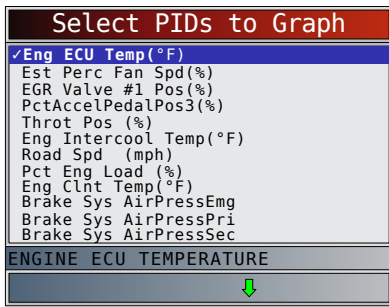 Select PIDs to Graph
✓Eng ECU Temp(°F)
Est Perc Fan Spd(%)
EGR Valve #1 Pos(%)
PctAccelPedalPos3(%)
Throt Pos (%)
Eng Intercool Temp(°F)
Road Spd  (mph)
Pct Eng Load (%)
Eng Clnt Temp(°F)
Brake Sys AirPressEmg
Brake Sys AirPressPri
Brake Sys AirPressSec
ENGINE ECU TEMPERATURE